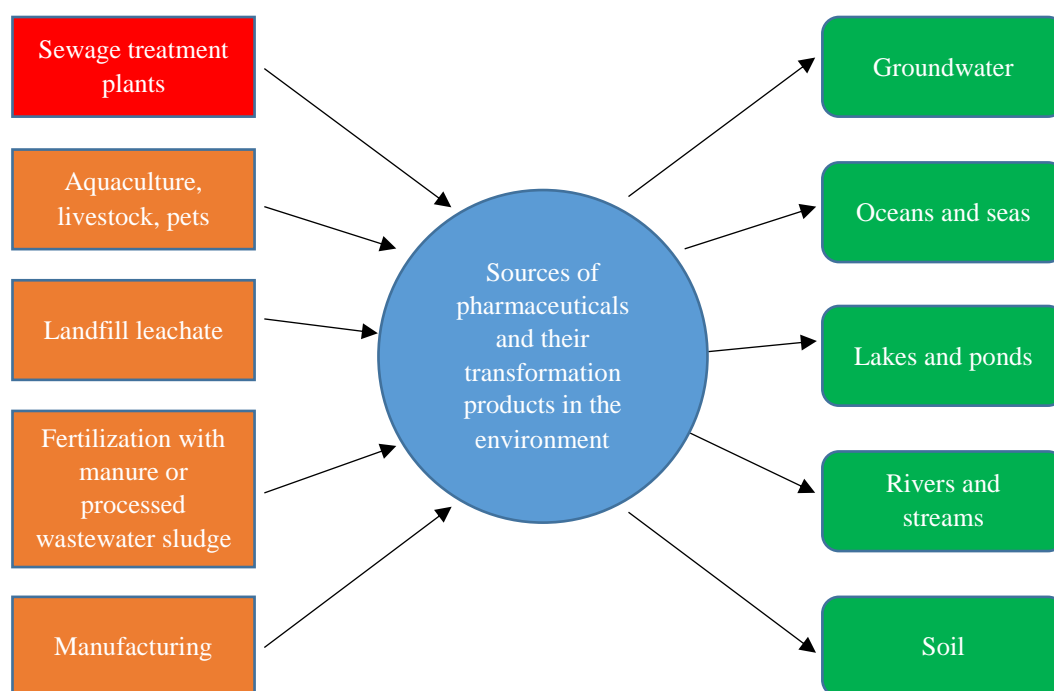 Sewage treatment
plants
Aquaculture,
livestock, pets
Landfill leachate
Fertilization with
manure or
processed
wastewater sludge
Manufacturing
Sources of
pharmaceuticals
and their
transformation
products in the
environment
Groundwater
Oceans and seas
Lakes and ponds
Rivers and
streams
Soil